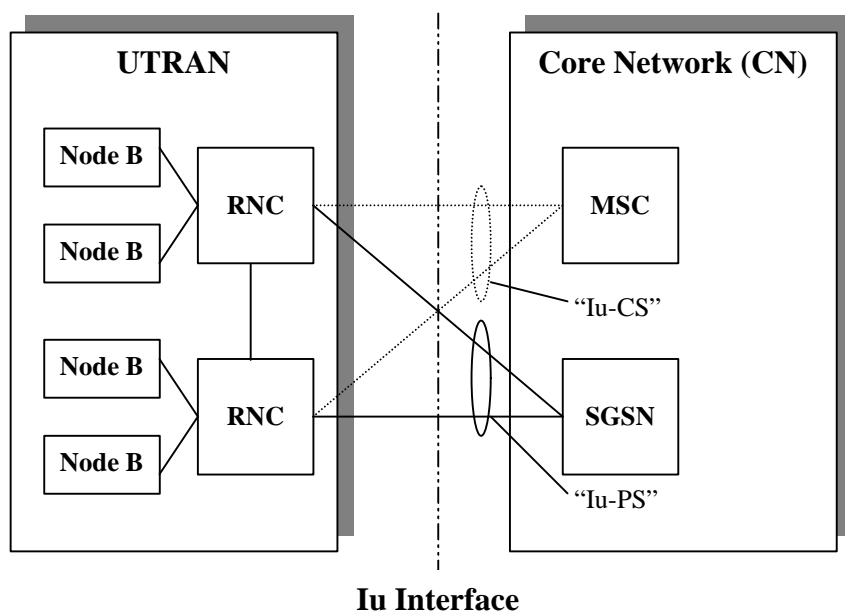 UTRAN
Core Network (CN)
Node B
RNC
MSC
Node B
“Iu-CS”
Node B
RNC
SGSN
Node B
“Iu-PS”
Iu Interface